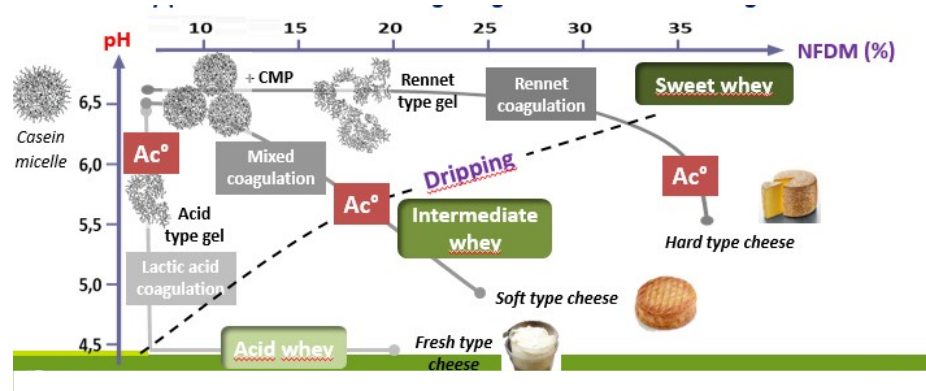 10 15 20 25 30 35
pH
NFDM (%)
+ CMP
Rennet
type gel
Rennet
coagulation
Sweet whey
6,5
Casein
micelle
6,0
Ac°
Mixed
coagulation
Dripping
Ac°
Ac°
5,5
Acid
type gel
Intermediate
whey
Hard type cheese
Lactic acid
coagulation
5,0
Soft type cheese
4,5
Acid whey
Fresh type
cheese